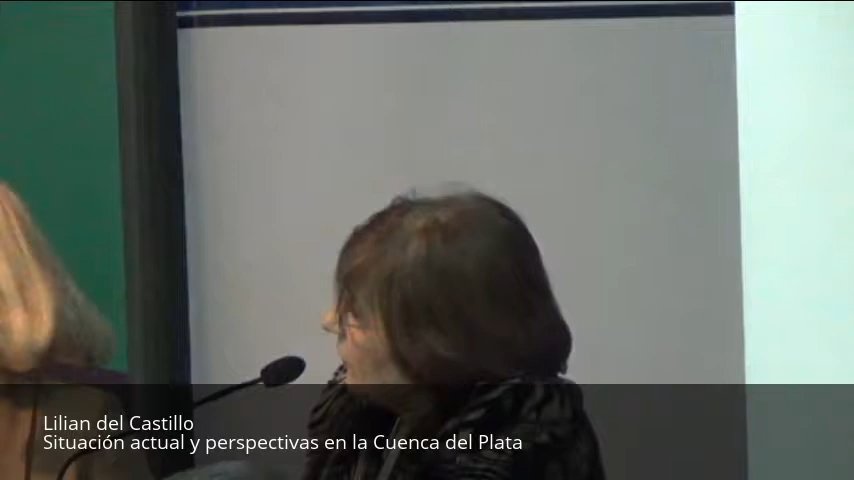 Lilian del Castillo
Situación actual y perspectivas en la Cuenca del Plata